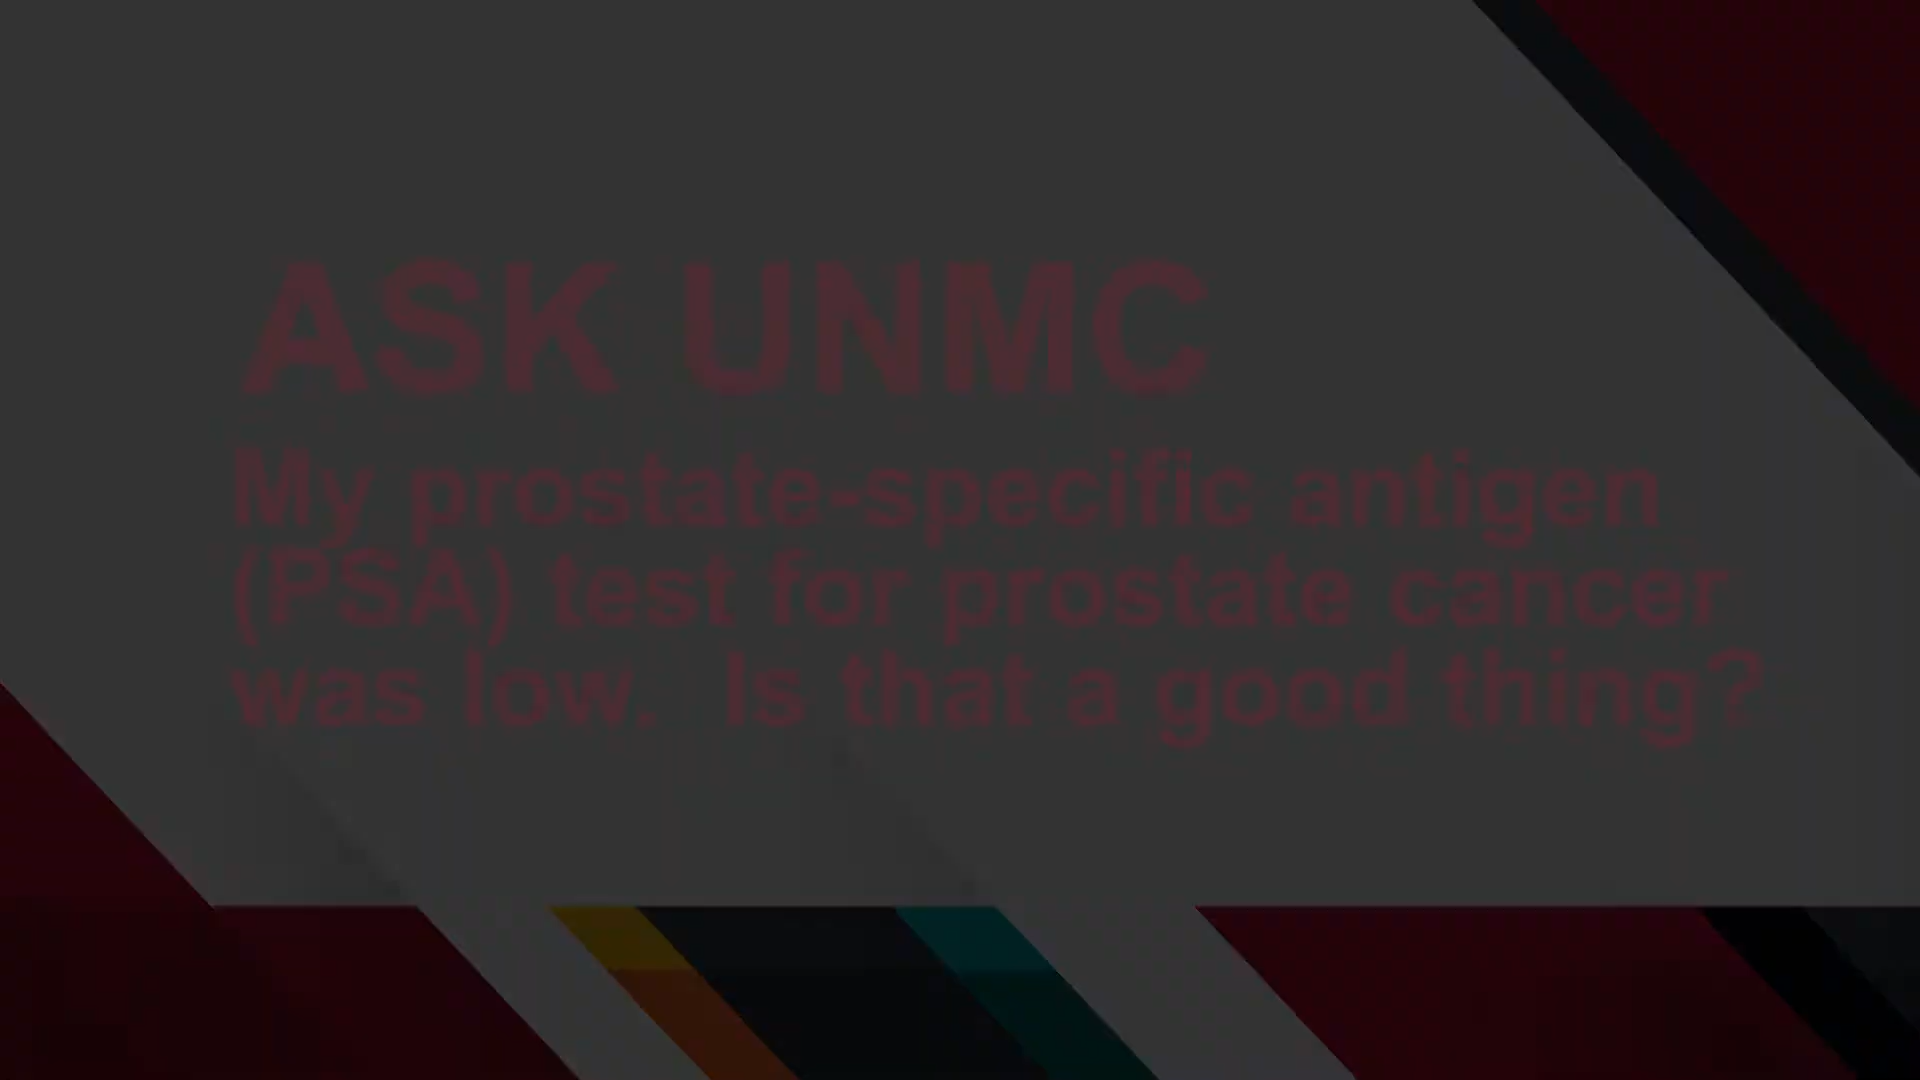 ASK UNMC
My prostate-specific antigen
(PSA) test for prostate cancer
was low.  Is that a good thing?